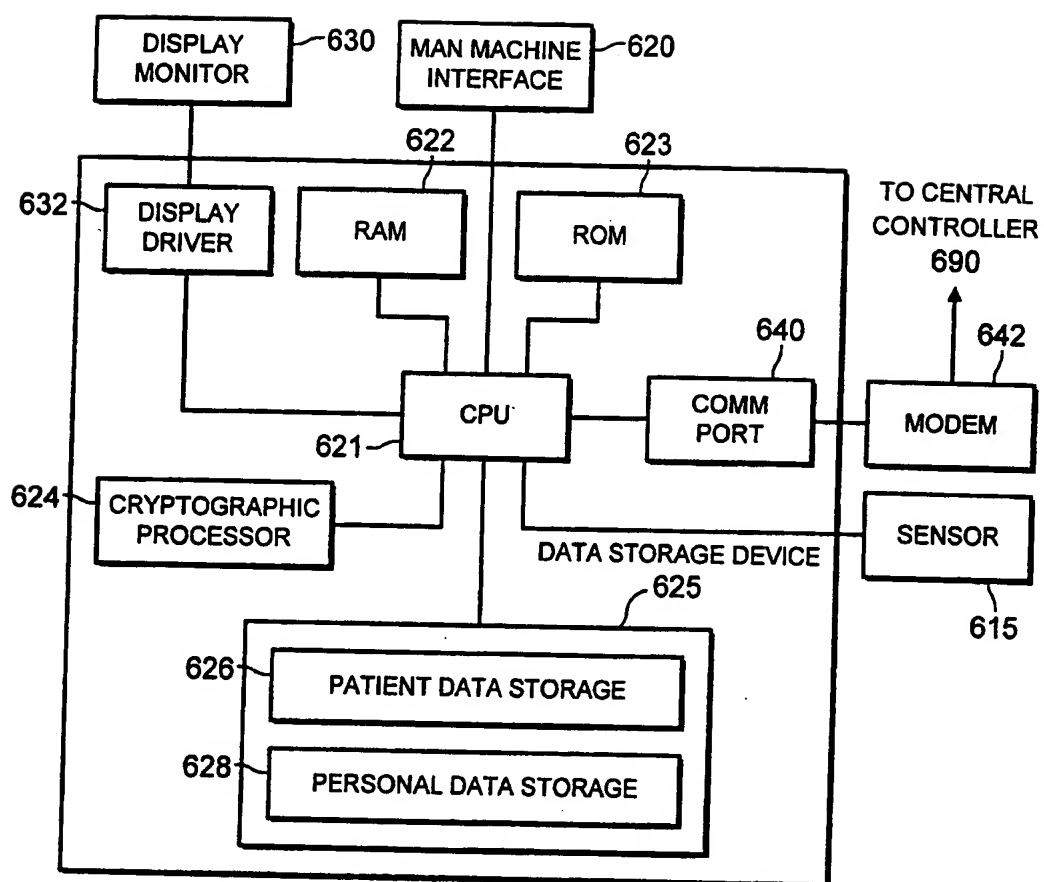 DISPLAY
MONITOR
630
MAN MACHINE
INTERFACE
620
622
623
632
DISPLAY
DRIVER
RAM
ROM
TO CENTRAL
CONTROLLER
690
640
642
CPU
621
COMM
PORT
MODEM
624
CRYPTOGRAPHIC
PROCESSOR
SENSOR
615
DATA STORAGE DEVICE
625
626
PATIENT DATA STORAGE
628
PERSONAL DATA STORAGE